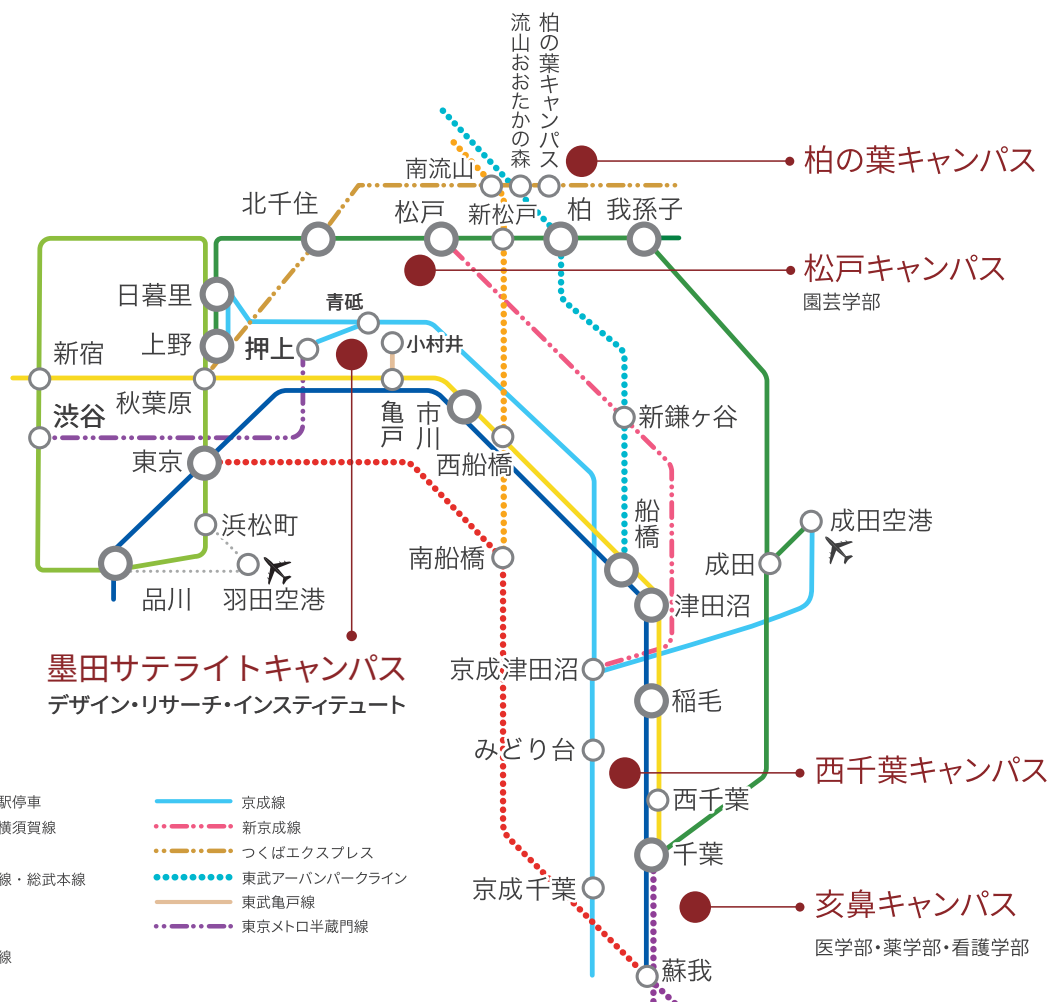 流山おおたかの森
柏の葉キャンパス
南流山
柏の葉キャンパス
北千住
松戸
新松戸
柏
我孫子
松戸キャンパス
園芸学部
日暮里
青砥
上野
押上
小村井
新宿
秋葉原
亀戸
市川
渋谷
新鎌ヶ谷
東京
西船橋
船橋
浜松町
成田空港
南船橋
成田
品川
羽田空港
津田沼
墨田サテライトキャンパス
デザイン・リサーチ・インスティテュート
京成津田沼
稲毛
みどり台
西千葉キャンパス
西千葉
千葉
京成千葉
亥鼻キャンパス
医学部・薬学部・看護学部
蘇我
駅停車
横須賀線
線・総武本線
線
京成線
新京成線
つくばエクスプレス
東武アーバンパークライン
東武亀戸線
東京メトロ半蔵門線